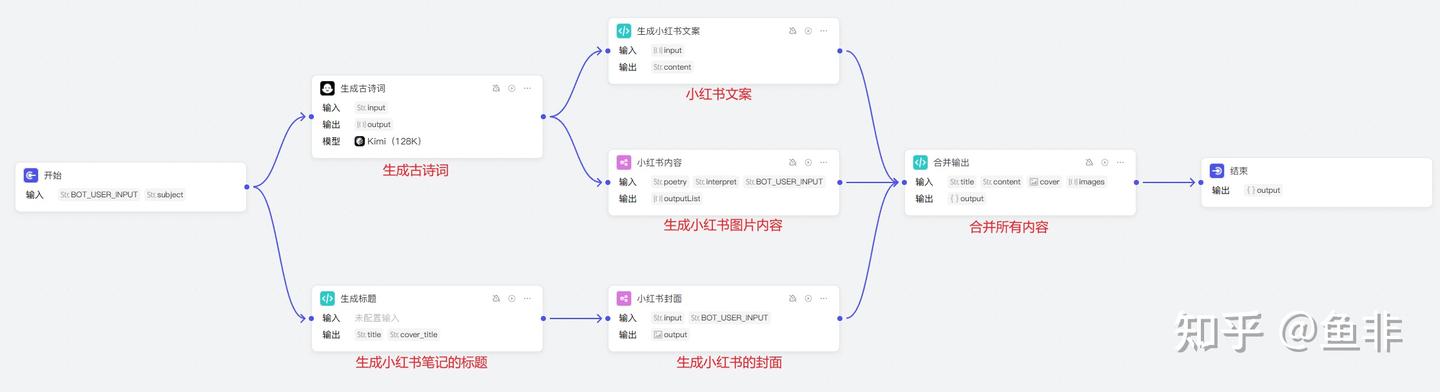 开始
输入 Str. BOT_USER_INPUT Str. subject
生成古诗词
输入 Str. input
输出 [()] output
模型 Kimi (128K)
生成古诗词
生成标题
输入 未配置输入
输出 Str. title Str. cover_title
生成小红书笔记的标题
生成小红书文案
输入 [()] input
输出 Str. content
小红书文案
小红书内容
输入 Str. poetry Str. interpret Str. BOT_USER_INPUT
输出 [()] outputList
生成小红书图片内容
小红书封面
输入 Str. input Str. BOT_USER_INPUT
输出 output
生成小红书的封面
合并输出
输入 Str. title Str. content cover [()] images
输出 { } output
合并所有内容
结束
输出 { } output
知乎 @鱼非